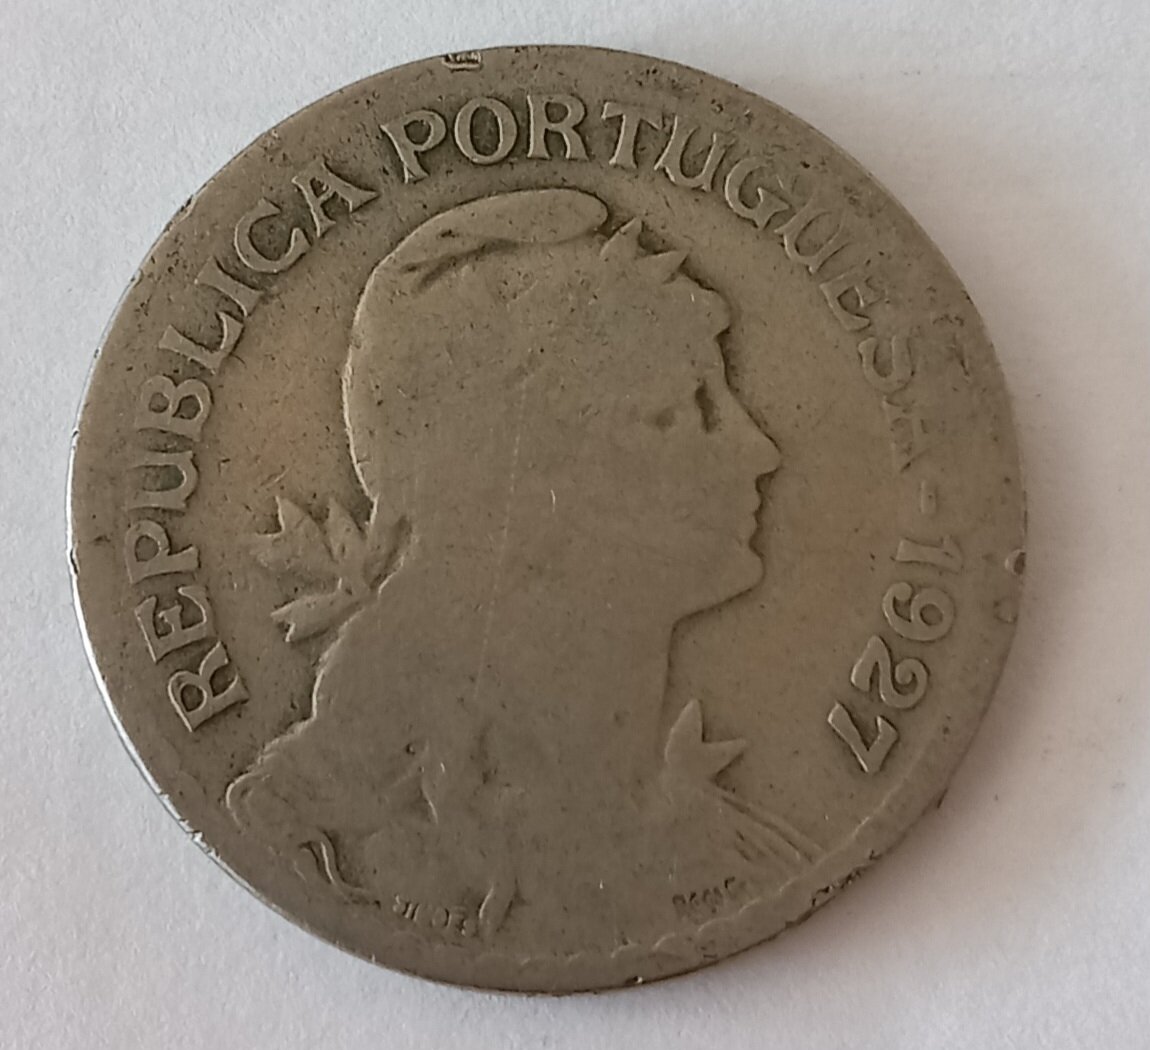 REPUBLICA PORTUGUESA - 1927